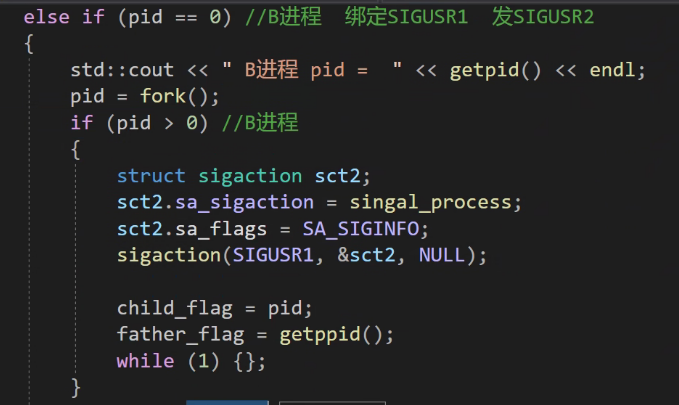 else if (pid == 0) //B进程  绑定SIGUSR1  发SIGUSR2
{
    std::cout << " B进程 pid =  " << getpid() << endl;
    pid = fork();
    if (pid > 0) //B进程
    {
        struct sigaction sct2;
        sct2.sa_sigaction = singal_process;
        sct2.sa_flags = SA_SIGINFO;
        sigaction(SIGUSR1, &sct2, NULL);

        child_flag = pid;
        father_flag = getppid();
        while (1) {};
    }